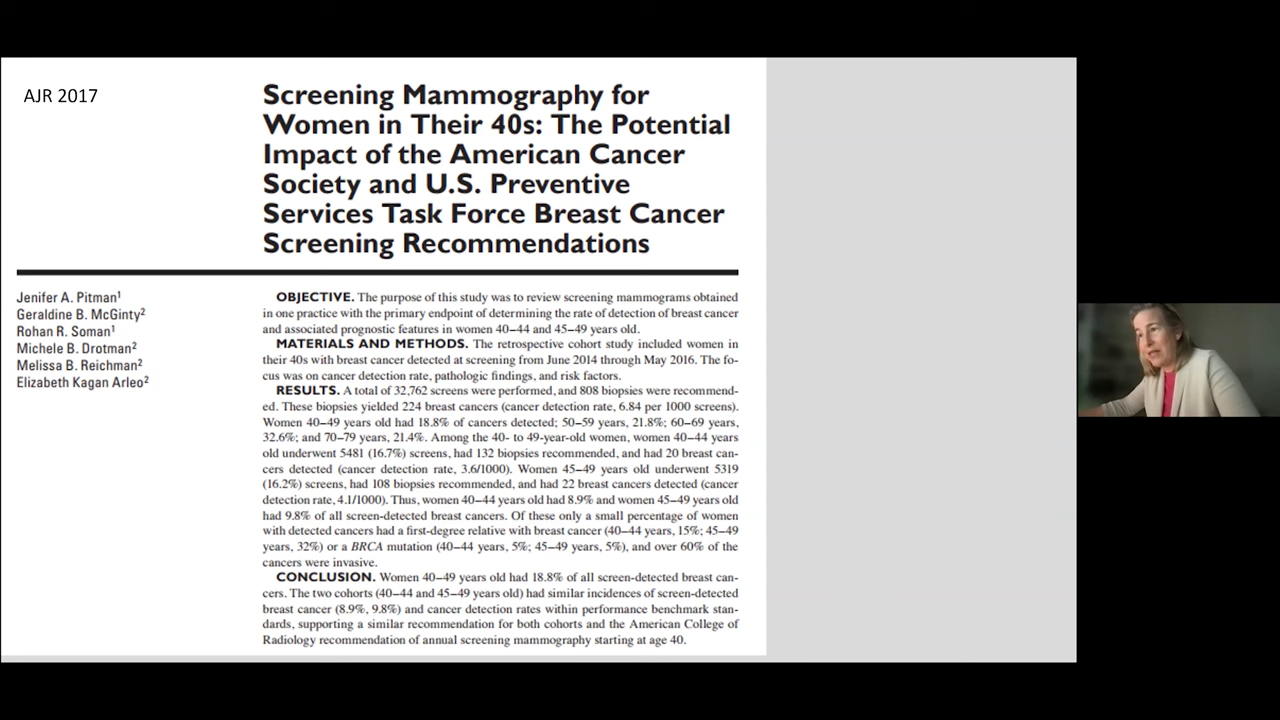 AJR 2017
Screening Mammography for
Women in Their 40s: The Potential
Impact of the American Cancer
Society and U.S. Preventive
Services Task Force Breast Cancer
Screening Recommendations
Jenifer A. Pitman1
Geraldine B. McGinty2
Rohan R. Soman1
Michele B. Drotman2
Melissa B. Reichman2
Elizabeth Kagan Arleo2
OBJECTIVE. The purpose of this study was to review screening mammograms obtained
in one practice with the primary endpoint of determining the rate of detection of breast cancer
and associated prognostic features in women 40–44 and 45–49 years old.
MATERIALS AND METHODS. The retrospective cohort study included women in
their 40s with breast cancer detected at screening from June 2014 through May 2016. The fo-
cus was on cancer detection rate, pathologic findings, and risk factors.
RESULTS. A total of 32,762 screens were performed, and 808 biopsies were recommend-
ed. These biopsies yielded 224 breast cancers (cancer detection rate, 6.84 per 1000 screens).
Women 40–49 years old had 18.8% of cancers detected; 50–59 years, 21.8%; 60–69 years,
32.6%; and 70–79 years, 21.4%. Among the 40- to 49-year-old women, women 40–44 years
old underwent 5481 (16.7%) screens, had 132 biopsies recommended, and had 20 breast can-
cers detected (cancer detection rate, 3.6/1000). Women 45–49 years old underwent 5319
(16.2%) screens, had 108 biopsies recommended, and had 22 breast cancers detected (cancer
detection rate, 4.1/1000). Thus, women 40–44 years old had 8.9% and women 45–49 years old
had 9.8% of all screen-detected breast cancers. Of these only a small percentage of women
with detected cancers had a first-degree relative with breast cancer (40–44 years, 15%; 45–49
years, 32%) or a BRCA mutation (40–44 years, 5%; 45–49 years, 5%), and over 60% of the
cancers were invasive.
CONCLUSION. Women 40–49 years old had 18.8% of all screen-detected breast can-
cers. The two cohorts (40–44 and 45–49 years old) had similar incidences of screen-detected
breast cancer (8.9%, 9.8%) and cancer detection rates within performance benchmark stan-
dards, supporting a similar recommendation for both cohorts and the American College of
Radiology recommendation of annual screening mammography starting at age 40.